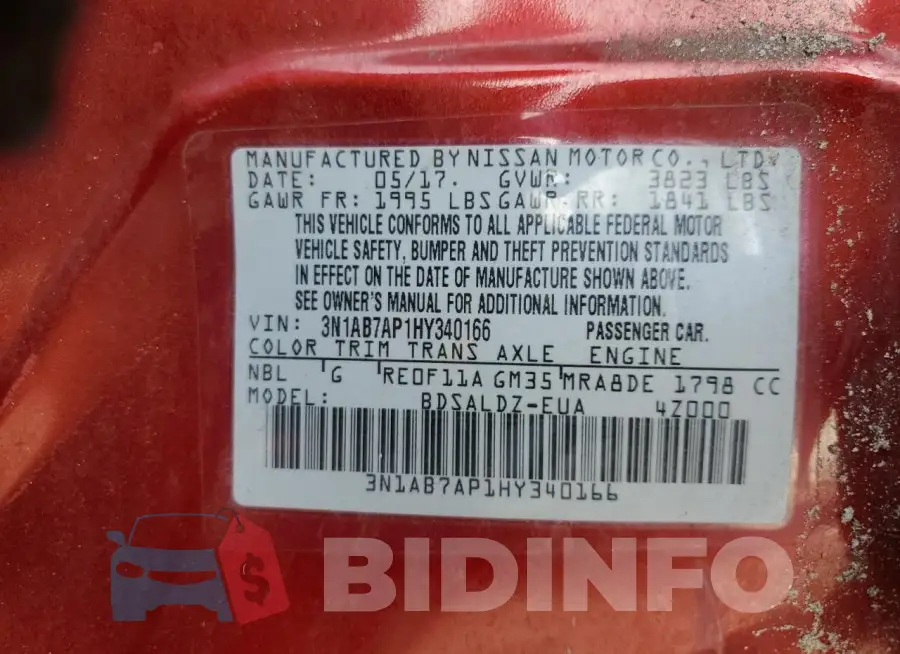 MANUFACTURED BY NISSAN MOTOR CO., LTD.
DATE: 05/17. GVWR: 3823 LBS
GAWR FR: 1995 LBS GAWR RR: 1841 LBS
THIS VEHICLE CONFORMS TO ALL APPLICABLE FEDERAL MOTOR
VEHICLE SAFETY, BUMPER AND THEFT PREVENTION STANDARDS
IN EFFECT ON THE DATE OF MANUFACTURE SHOWN ABOVE.
SEE OWNER'S MANUAL FOR ADDITIONAL INFORMATION.
VIN: 3N1AB7AP1HY340166 PASSENGER CAR.
COLOR TRIM TRANS AXLE ENGINE
NBL G RE0F11A GM35 MRA8DE 1798 CC
MODEL: BDSALDZ-EUA 4Z000
3N1AB7AP1HY340166
$ BIDINFO